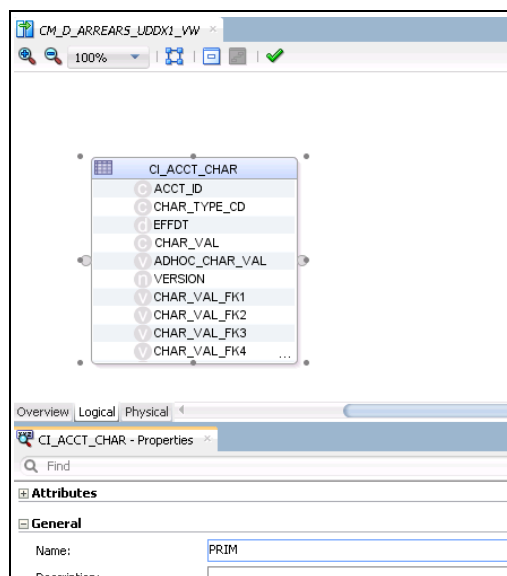 CM_D_ARREARS_UDDX1_VW
100%
CI_ACCT_CHAR
C ACCT_ID
C CHAR_TYPE_CD
d EFFDT
C CHAR_VAL
V ADHOC_CHAR_VAL
n VERSION
V CHAR_VAL_FK1
V CHAR_VAL_FK2
V CHAR_VAL_FK3
V CHAR_VAL_FK4 ...
Overview Logical Physical
CI_ACCT_CHAR - Properties
Find
Attributes
General
Name: PRIM
Description: